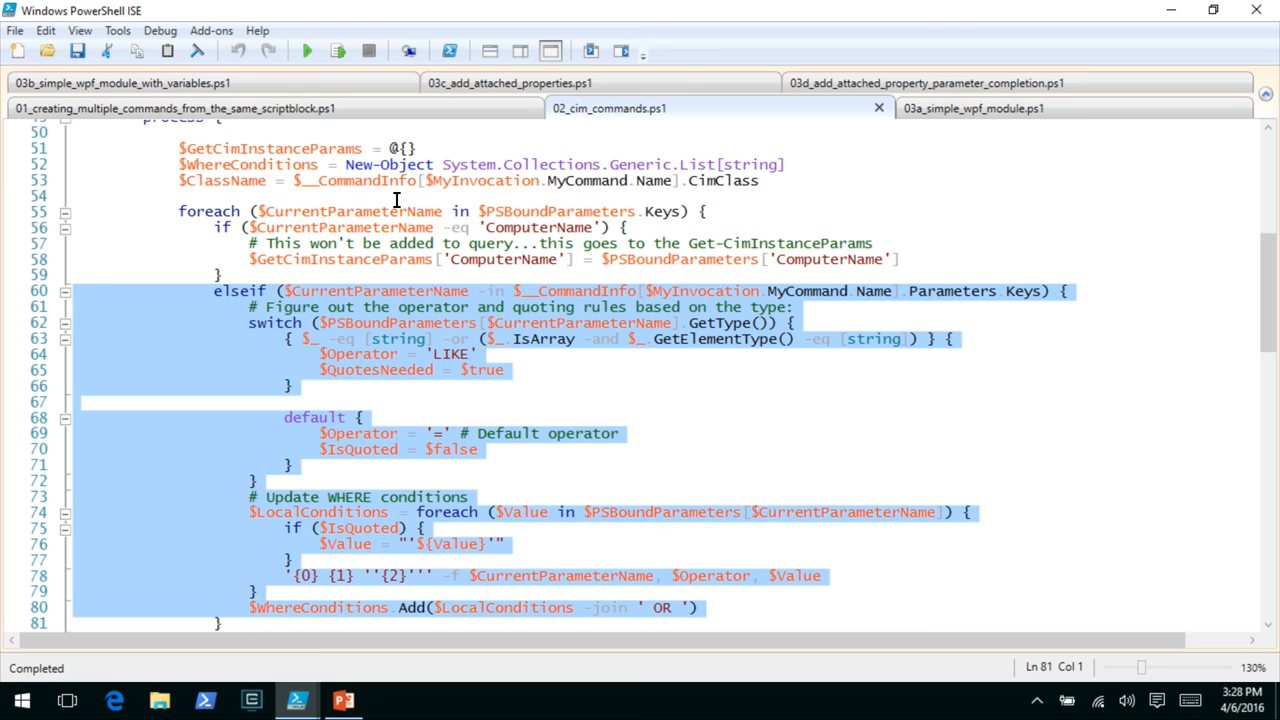 Windows PowerShell ISE
File Edit View Tools Debug Add-ons Help
03b_simple_wpf_module_with_variables.ps1 03c_add_attached_properties.ps1 03d_add_attached_property_parameter_completion.ps1
01_creating_multiple_commands_from_the_same_scriptblock.ps1 02_cim_commands.ps1 03a_simple_wpf_module.ps1
49 process {
50
51 $GetCimInstanceParams = @{}
52 $WhereConditions = New-Object System.Collections.Generic.List[string]
53 $ClassName = $__CommandInfo[$MyInvocation.MyCommand.Name].CimClass
54
55 foreach ($CurrentParameterName in $PSBoundParameters.Keys) {
56 if ($CurrentParameterName -eq 'ComputerName') {
57 # This won't be added to query...this goes to the Get-CimInstanceParams
58 $GetCimInstanceParams['ComputerName'] = $PSBoundParameters['ComputerName']
59 }
60 elseif ($CurrentParameterName -in $__CommandInfo[$MyInvocation.MyCommand.Name].Parameters.Keys) {
61 # Figure out the operator and quoting rules based on the type:
62 switch ($PSBoundParameters[$CurrentParameterName].GetType()) {
63 { $_ -eq [string] -or ($_.IsArray -and $_.GetElementType() -eq [string]) } {
64 $Operator = 'LIKE'
65 $QuotesNeeded = $true
66 }
67
68 default {
69 $Operator = '=' # Default operator
70 $IsQuoted = $false
71 }
72 }
73 # Update WHERE conditions
74 $LocalConditions = foreach ($Value in $PSBoundParameters[$CurrentParameterName]) {
75 if ($IsQuoted) {
76 $Value = "'${Value}'"
77 }
78 '{0} {1} ''{2}''' -f $CurrentParameterName, $Operator, $Value
79 }
80 $WhereConditions.Add($LocalConditions -join ' OR ')
81 }
Completed Ln 81 Col 1 130%
3:28 PM
4/6/2016